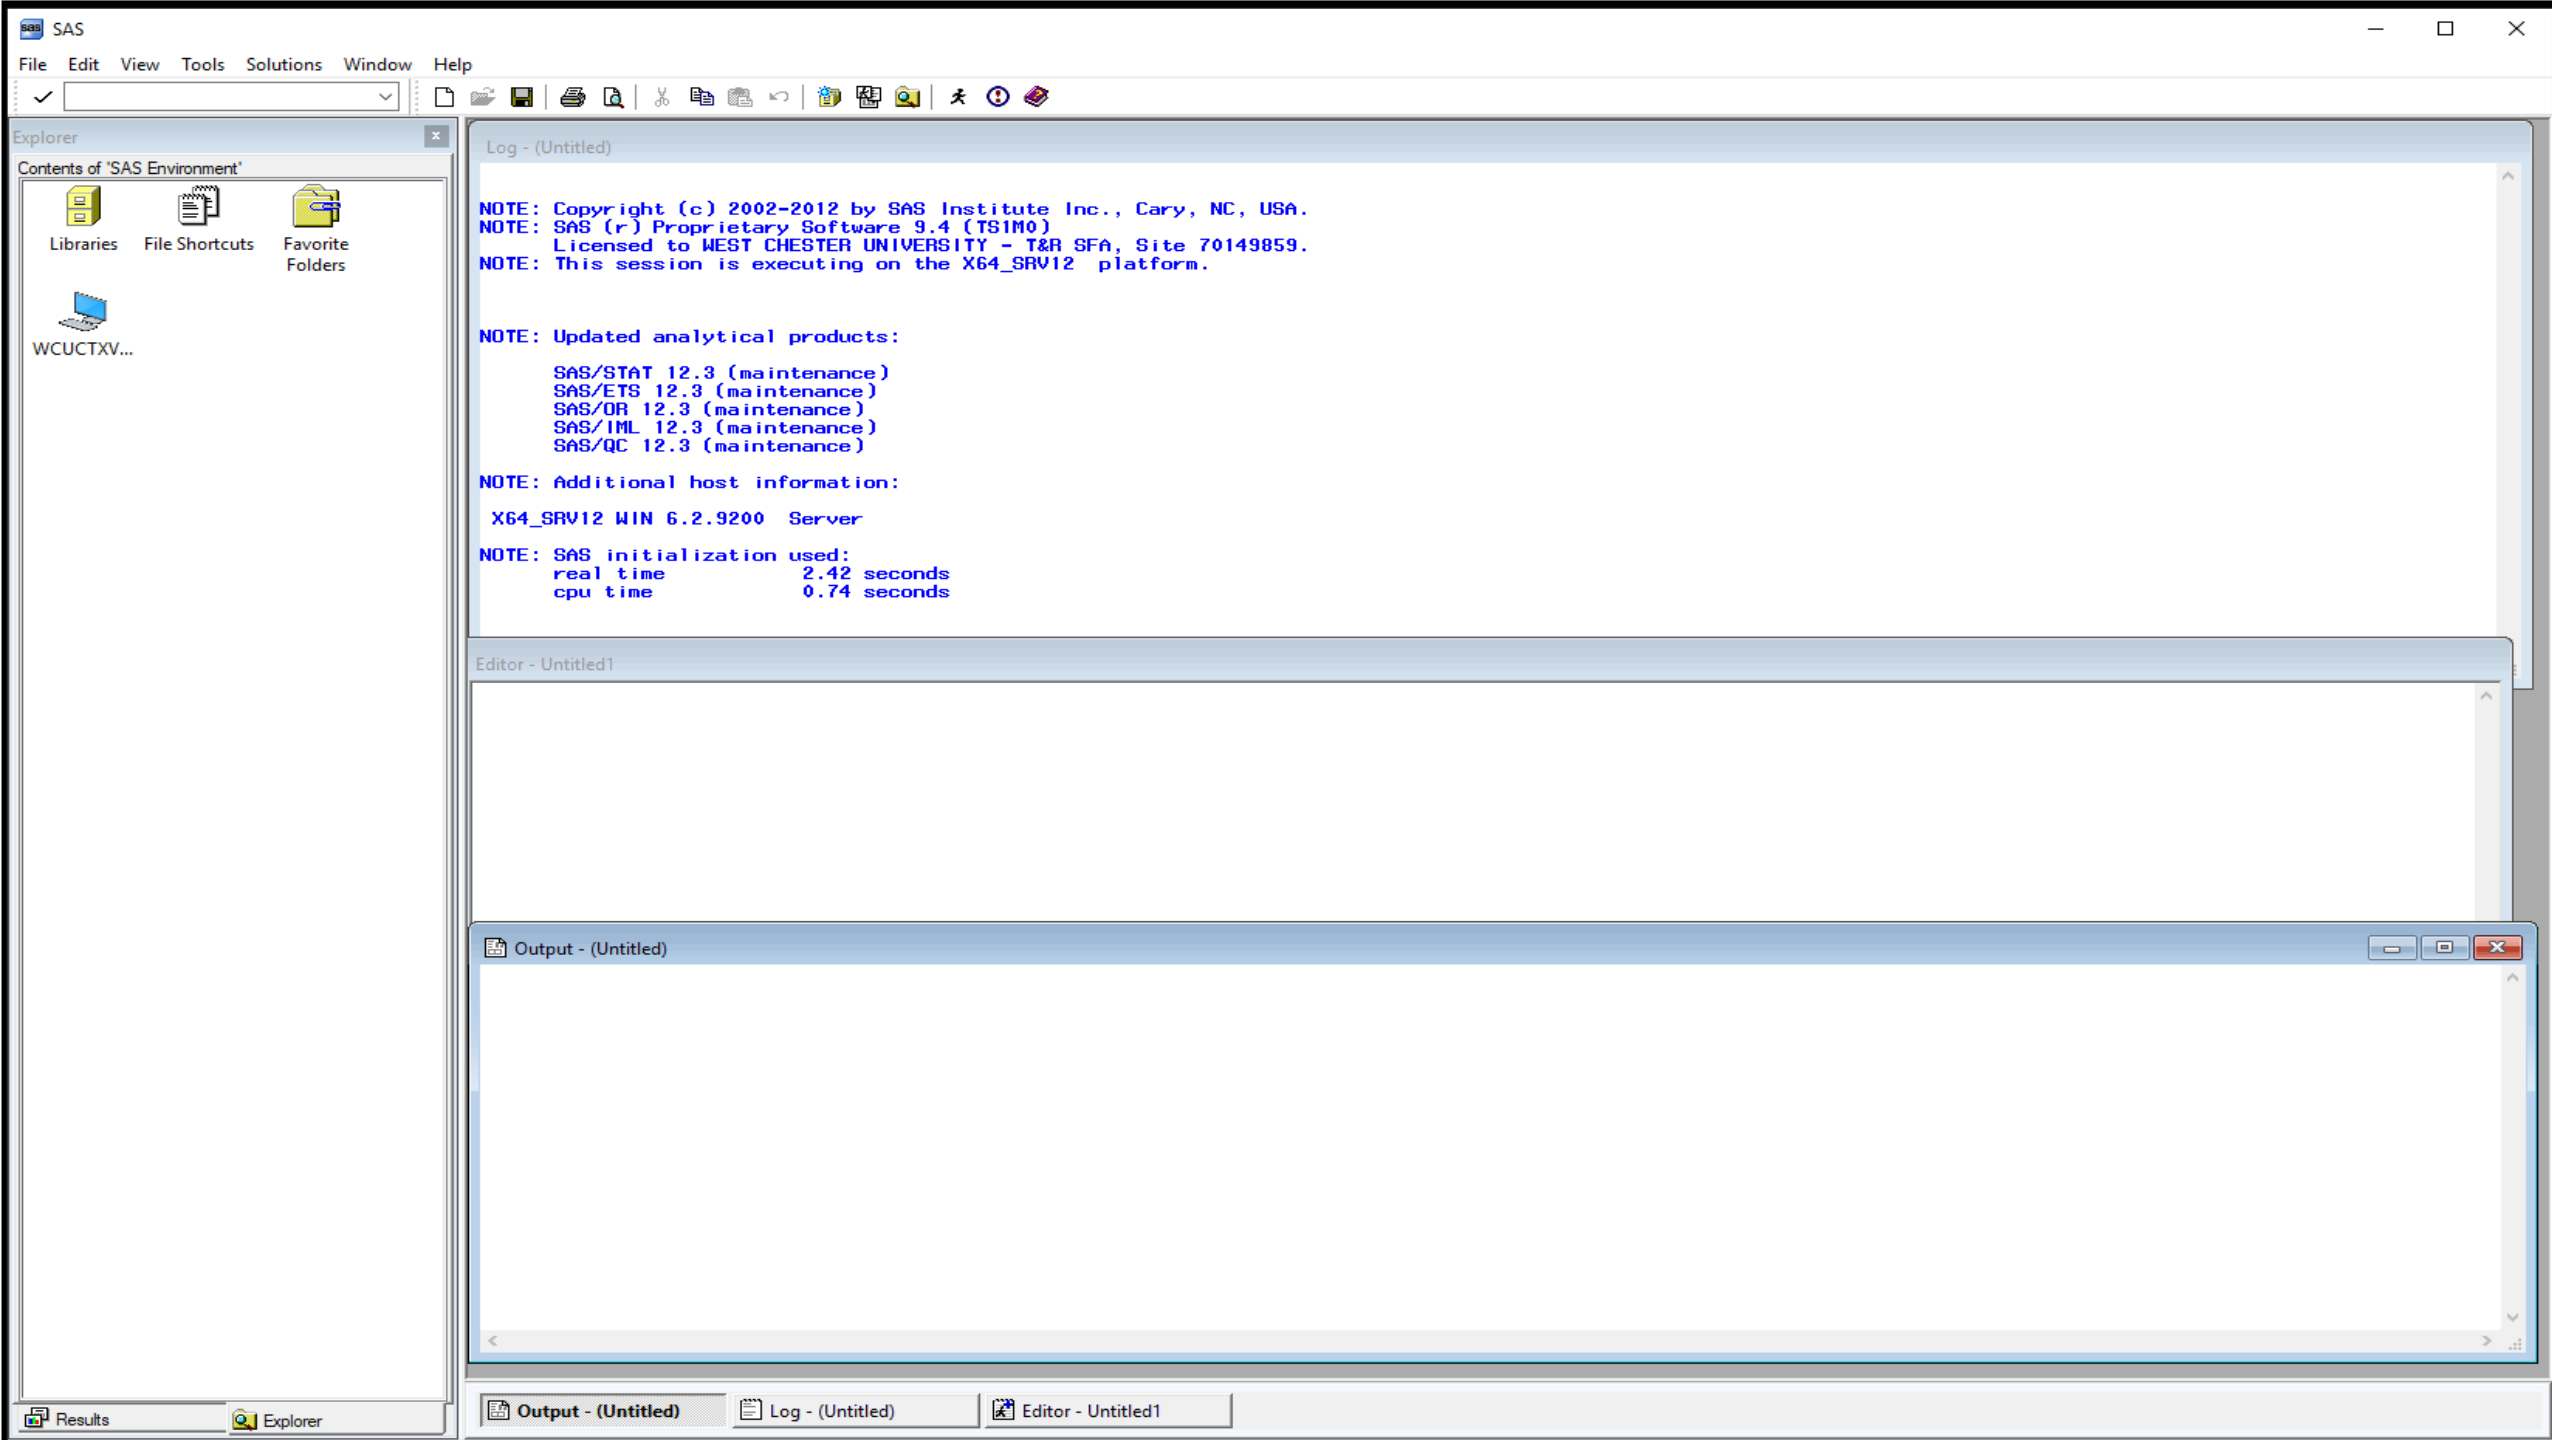 SAS
File Edit View Tools Solutions Window Help
Explorer
Contents of 'SAS Environment'
Libraries
File Shortcuts
Favorite
Folders
WCUCTXV...
Log - (Untitled)
NOTE: Copyright (c) 2002-2012 by SAS Institute Inc., Cary, NC, USA.
NOTE: SAS (r) Proprietary Software 9.4 (TS1M0)
Licensed to WEST CHESTER UNIVERSITY - T&R SFA, Site 70149859.
NOTE: This session is executing on the X64_SRV12 platform.
NOTE: Updated analytical products:
SAS/STAT 12.3 (maintenance)
SAS/ETS 12.3 (maintenance)
SAS/OR 12.3 (maintenance)
SAS/IML 12.3 (maintenance)
SAS/QC 12.3 (maintenance)
NOTE: Additional host information:
X64_SRV12 WIN 6.2.9200 Server
NOTE: SAS initialization used:
real time 2.42 seconds
cpu time 0.74 seconds
Editor - Untitled1
Output - (Untitled)
Results
Explorer
Output - (Untitled)
Log - (Untitled)
Editor - Untitled1